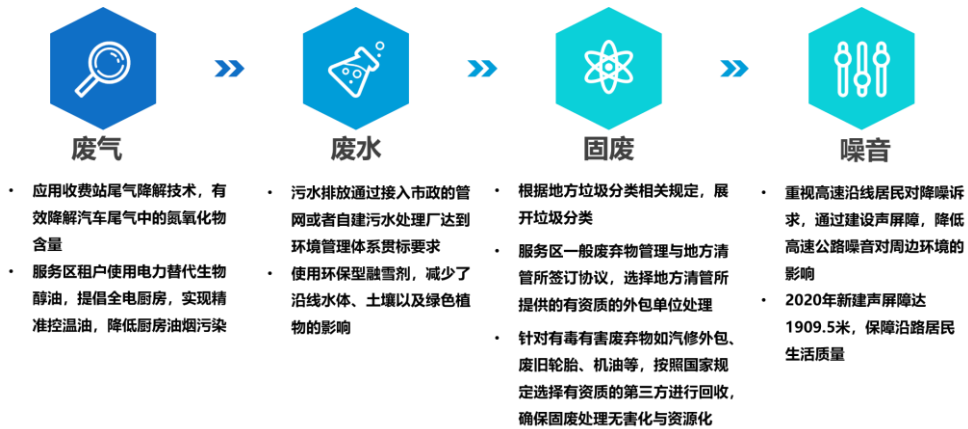 废气
• 应用收费站尾气降解技术，有
效降解汽车尾气中的氮氧化物
含量
• 服务区租户使用电力替代生物
醇油，提倡全电厨房，实现精
准控温油，降低厨房油烟污染
废水
• 污水排放通过接入市政的管
网或者自建污水处理厂达到
环境管理体系贯标要求
• 使用环保型融雪剂，减少了
沿线水体、土壤以及绿色植
物的影响
固废
• 根据地方垃圾分类相关规定，展
开垃圾分类
• 服务区一般废弃物管理与地方清
管所签订协议，选择地方清管所
提供的有资质的外包单位处理
• 针对有毒有害废弃物如汽修外包、
废旧轮胎、机油等，按照国家规
定选择有资质的第三方进行回收，
确保固废处理无害化与资源化
噪音
• 重视高速沿线居民对降噪诉
求，通过建设声屏障，降低
高速公路噪音对周边环境的
影响
• 2020年新建声屏障达
1909.5米，保障沿路居民
生活质量